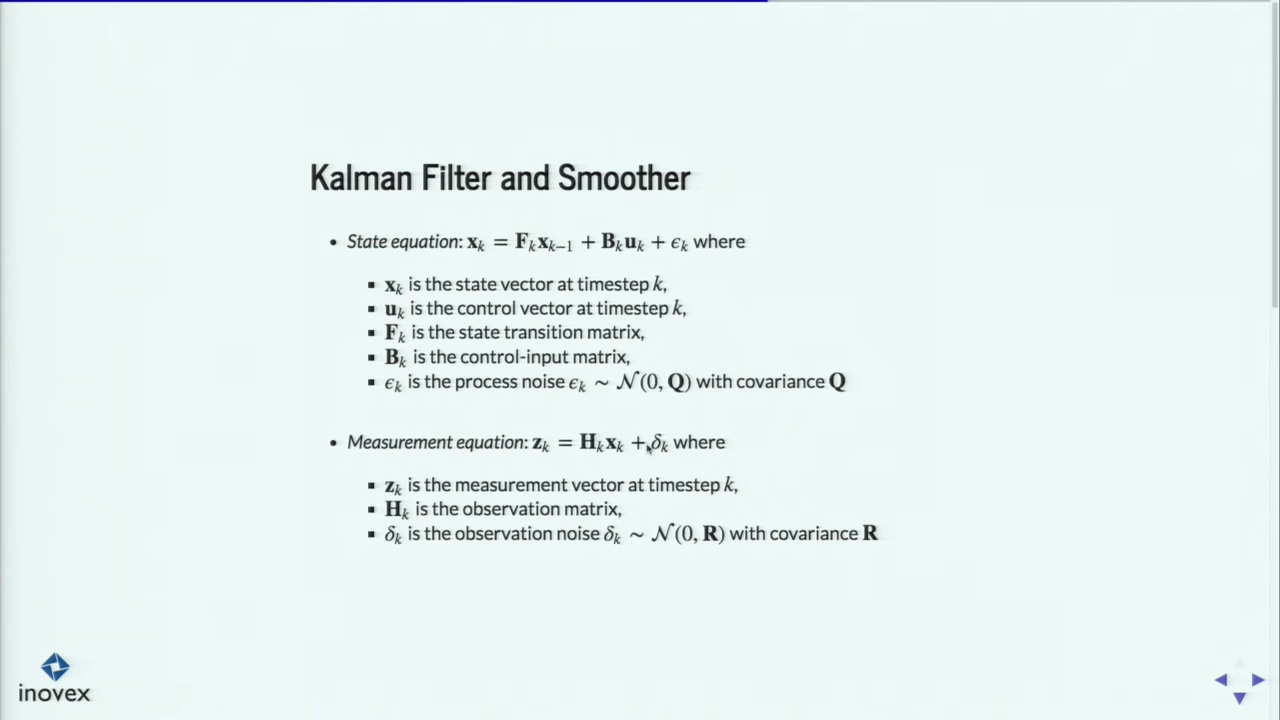 Kalman Filter and Smoother
• State equation: 𝐱ₖ = 𝐅ₖ𝐱ₖ₋₁ + 𝐁ₖ𝐮ₖ + ϵₖ where
▪ 𝐱ₖ is the state vector at timestep k,
▪ 𝐮ₖ is the control vector at timestep k,
▪ 𝐅ₖ is the state transition matrix,
▪ 𝐁ₖ is the control-input matrix,
▪ ϵₖ is the process noise ϵₖ ∼ 𝒩(0, 𝐐) with covariance 𝐐
• Measurement equation: 𝐳ₖ = 𝐇ₖ𝐱ₖ + δₖ where
▪ 𝐳ₖ is the measurement vector at timestep k,
▪ 𝐇ₖ is the observation matrix,
▪ δₖ is the observation noise δₖ ∼ 𝒩(0, 𝐑) with covariance 𝐑
inovex